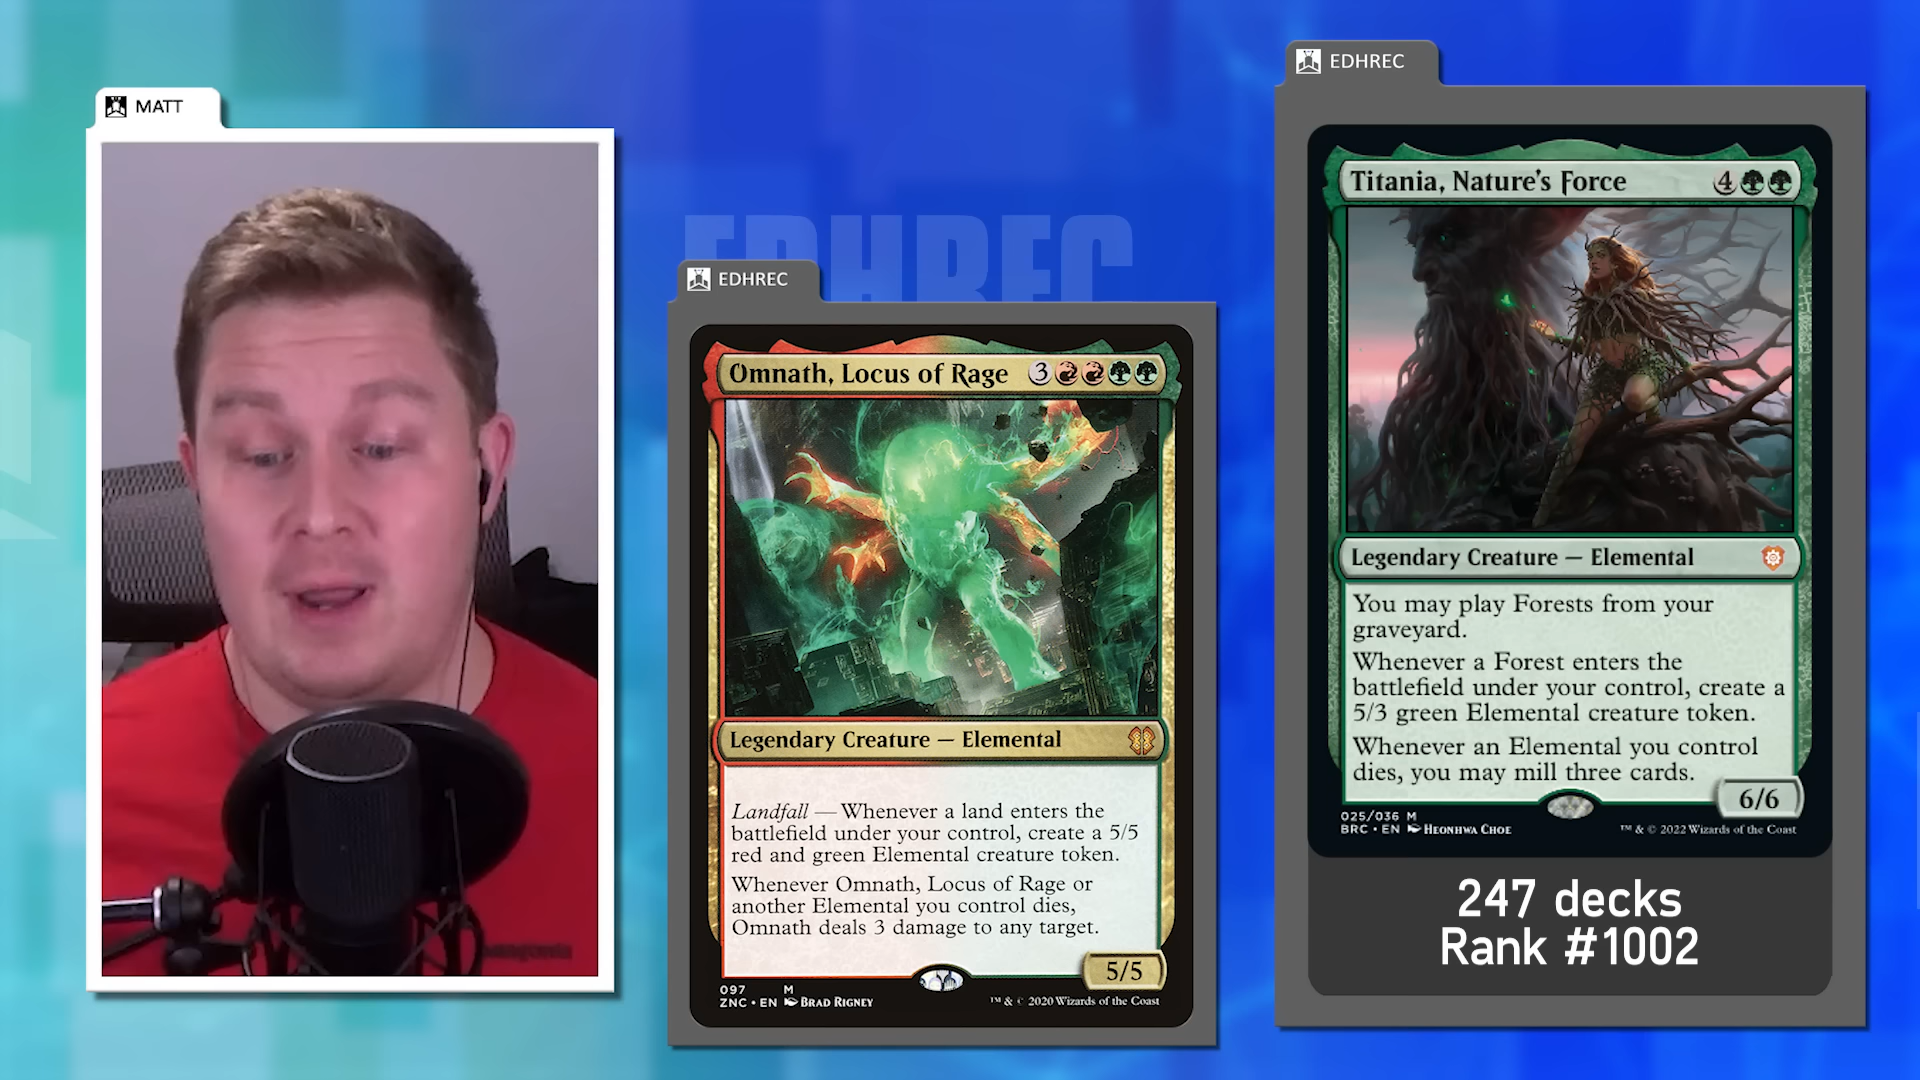 MATT
EDHREC
EDHREC
Omnath, Locus of Rage 3
Legendary Creature — Elemental
Landfall — Whenever a land enters the
battlefield under your control, create a 5/5
red and green Elemental creature token.
Whenever Omnath, Locus of Rage or
another Elemental you control dies,
Omnath deals 3 damage to any target.
5/5
097 M
ZNC • EN BRAD RIGNEY
™ & © 2020 Wizards of the Coast
EDHREC
Titania, Nature's Force 4
Legendary Creature — Elemental
You may play Forests from your
graveyard.
Whenever a Forest enters the
battlefield under your control, create a
5/3 green Elemental creature token.
Whenever an Elemental you control
dies, you may mill three cards.
6/6
025/036 M
BRC • EN HEONHWA CHOE
™ & © 2022 Wizards of the Coast
247 decks
Rank #1002